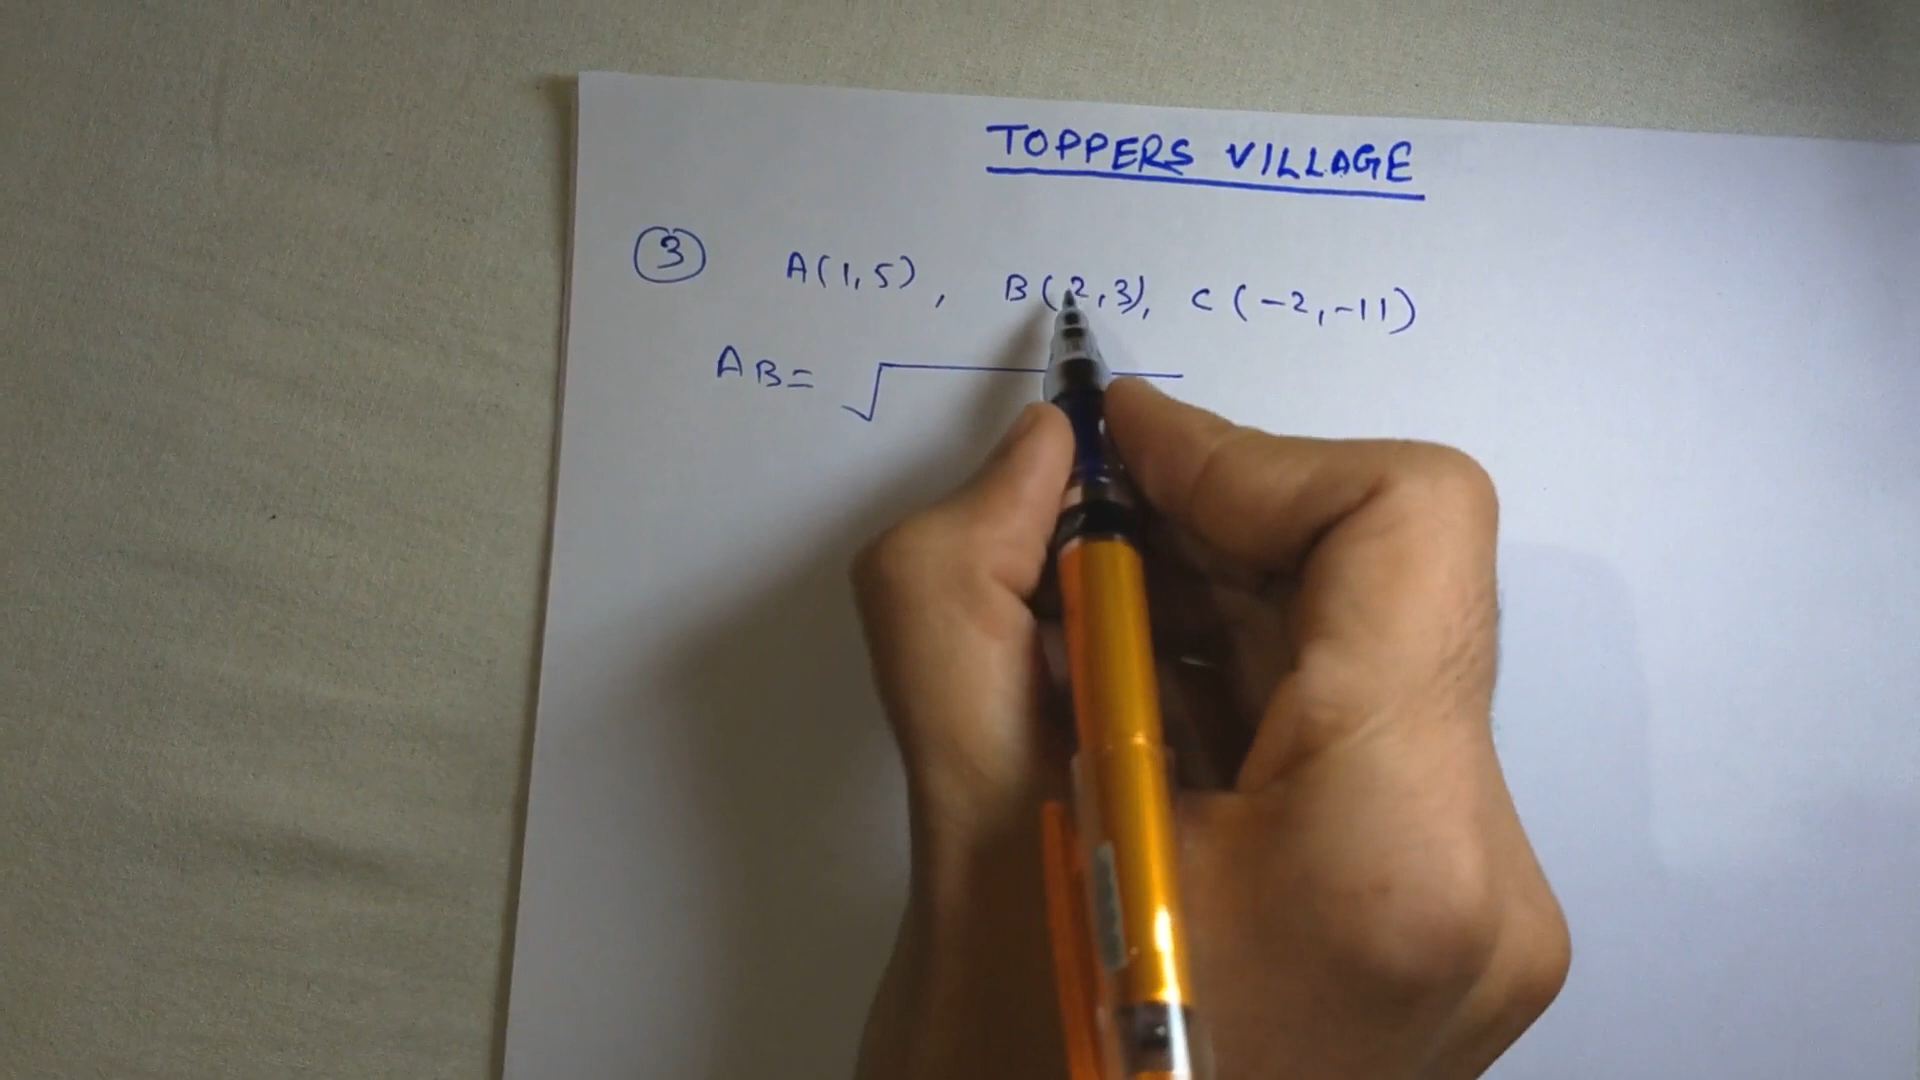 TOPPERS VILLAGE
3 A(1,5), B(2,3), C(-2,-11)
AB= √